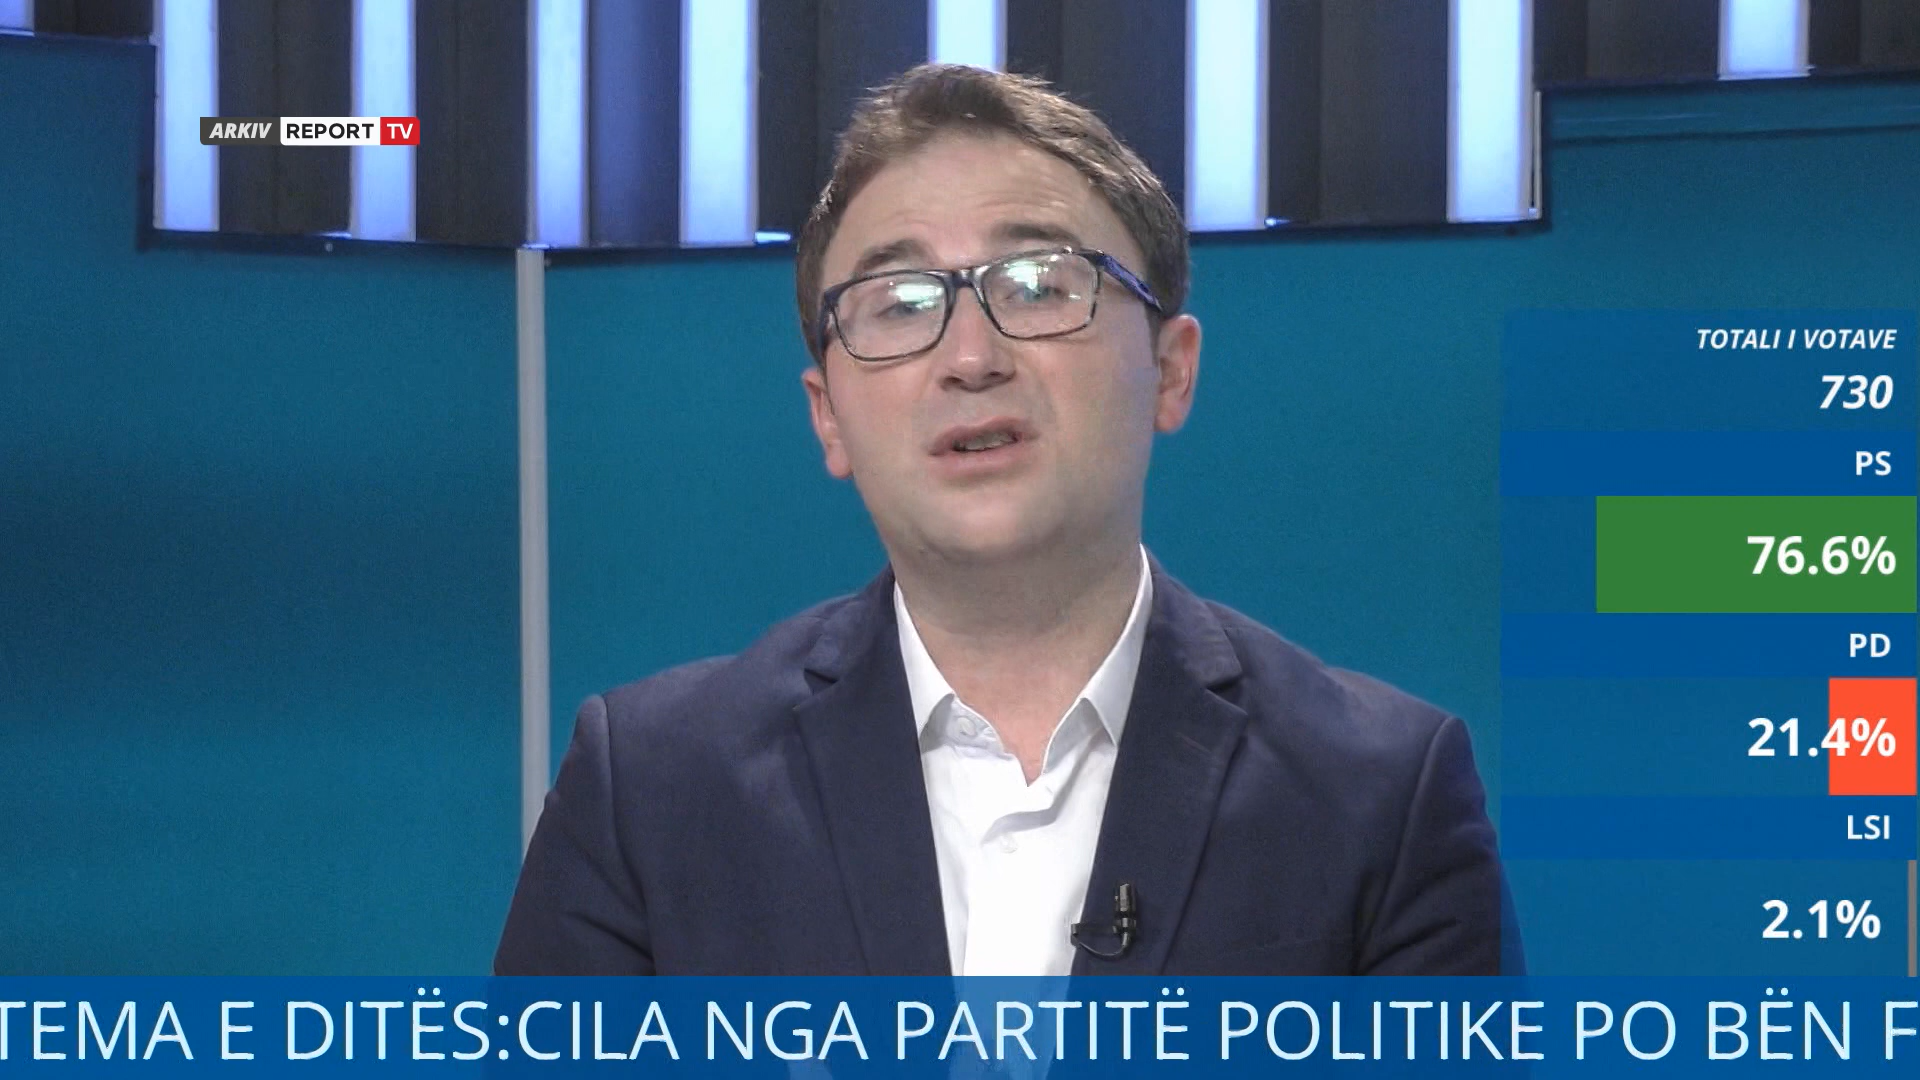 ARKIV REPORT TV
TOTALI I VOTAVE
730
PS
76.6%
PD
21.4%
LSI
2.1%
TEMA E DITËS:CILA NGA PARTITË POLITIKE PO BËN F